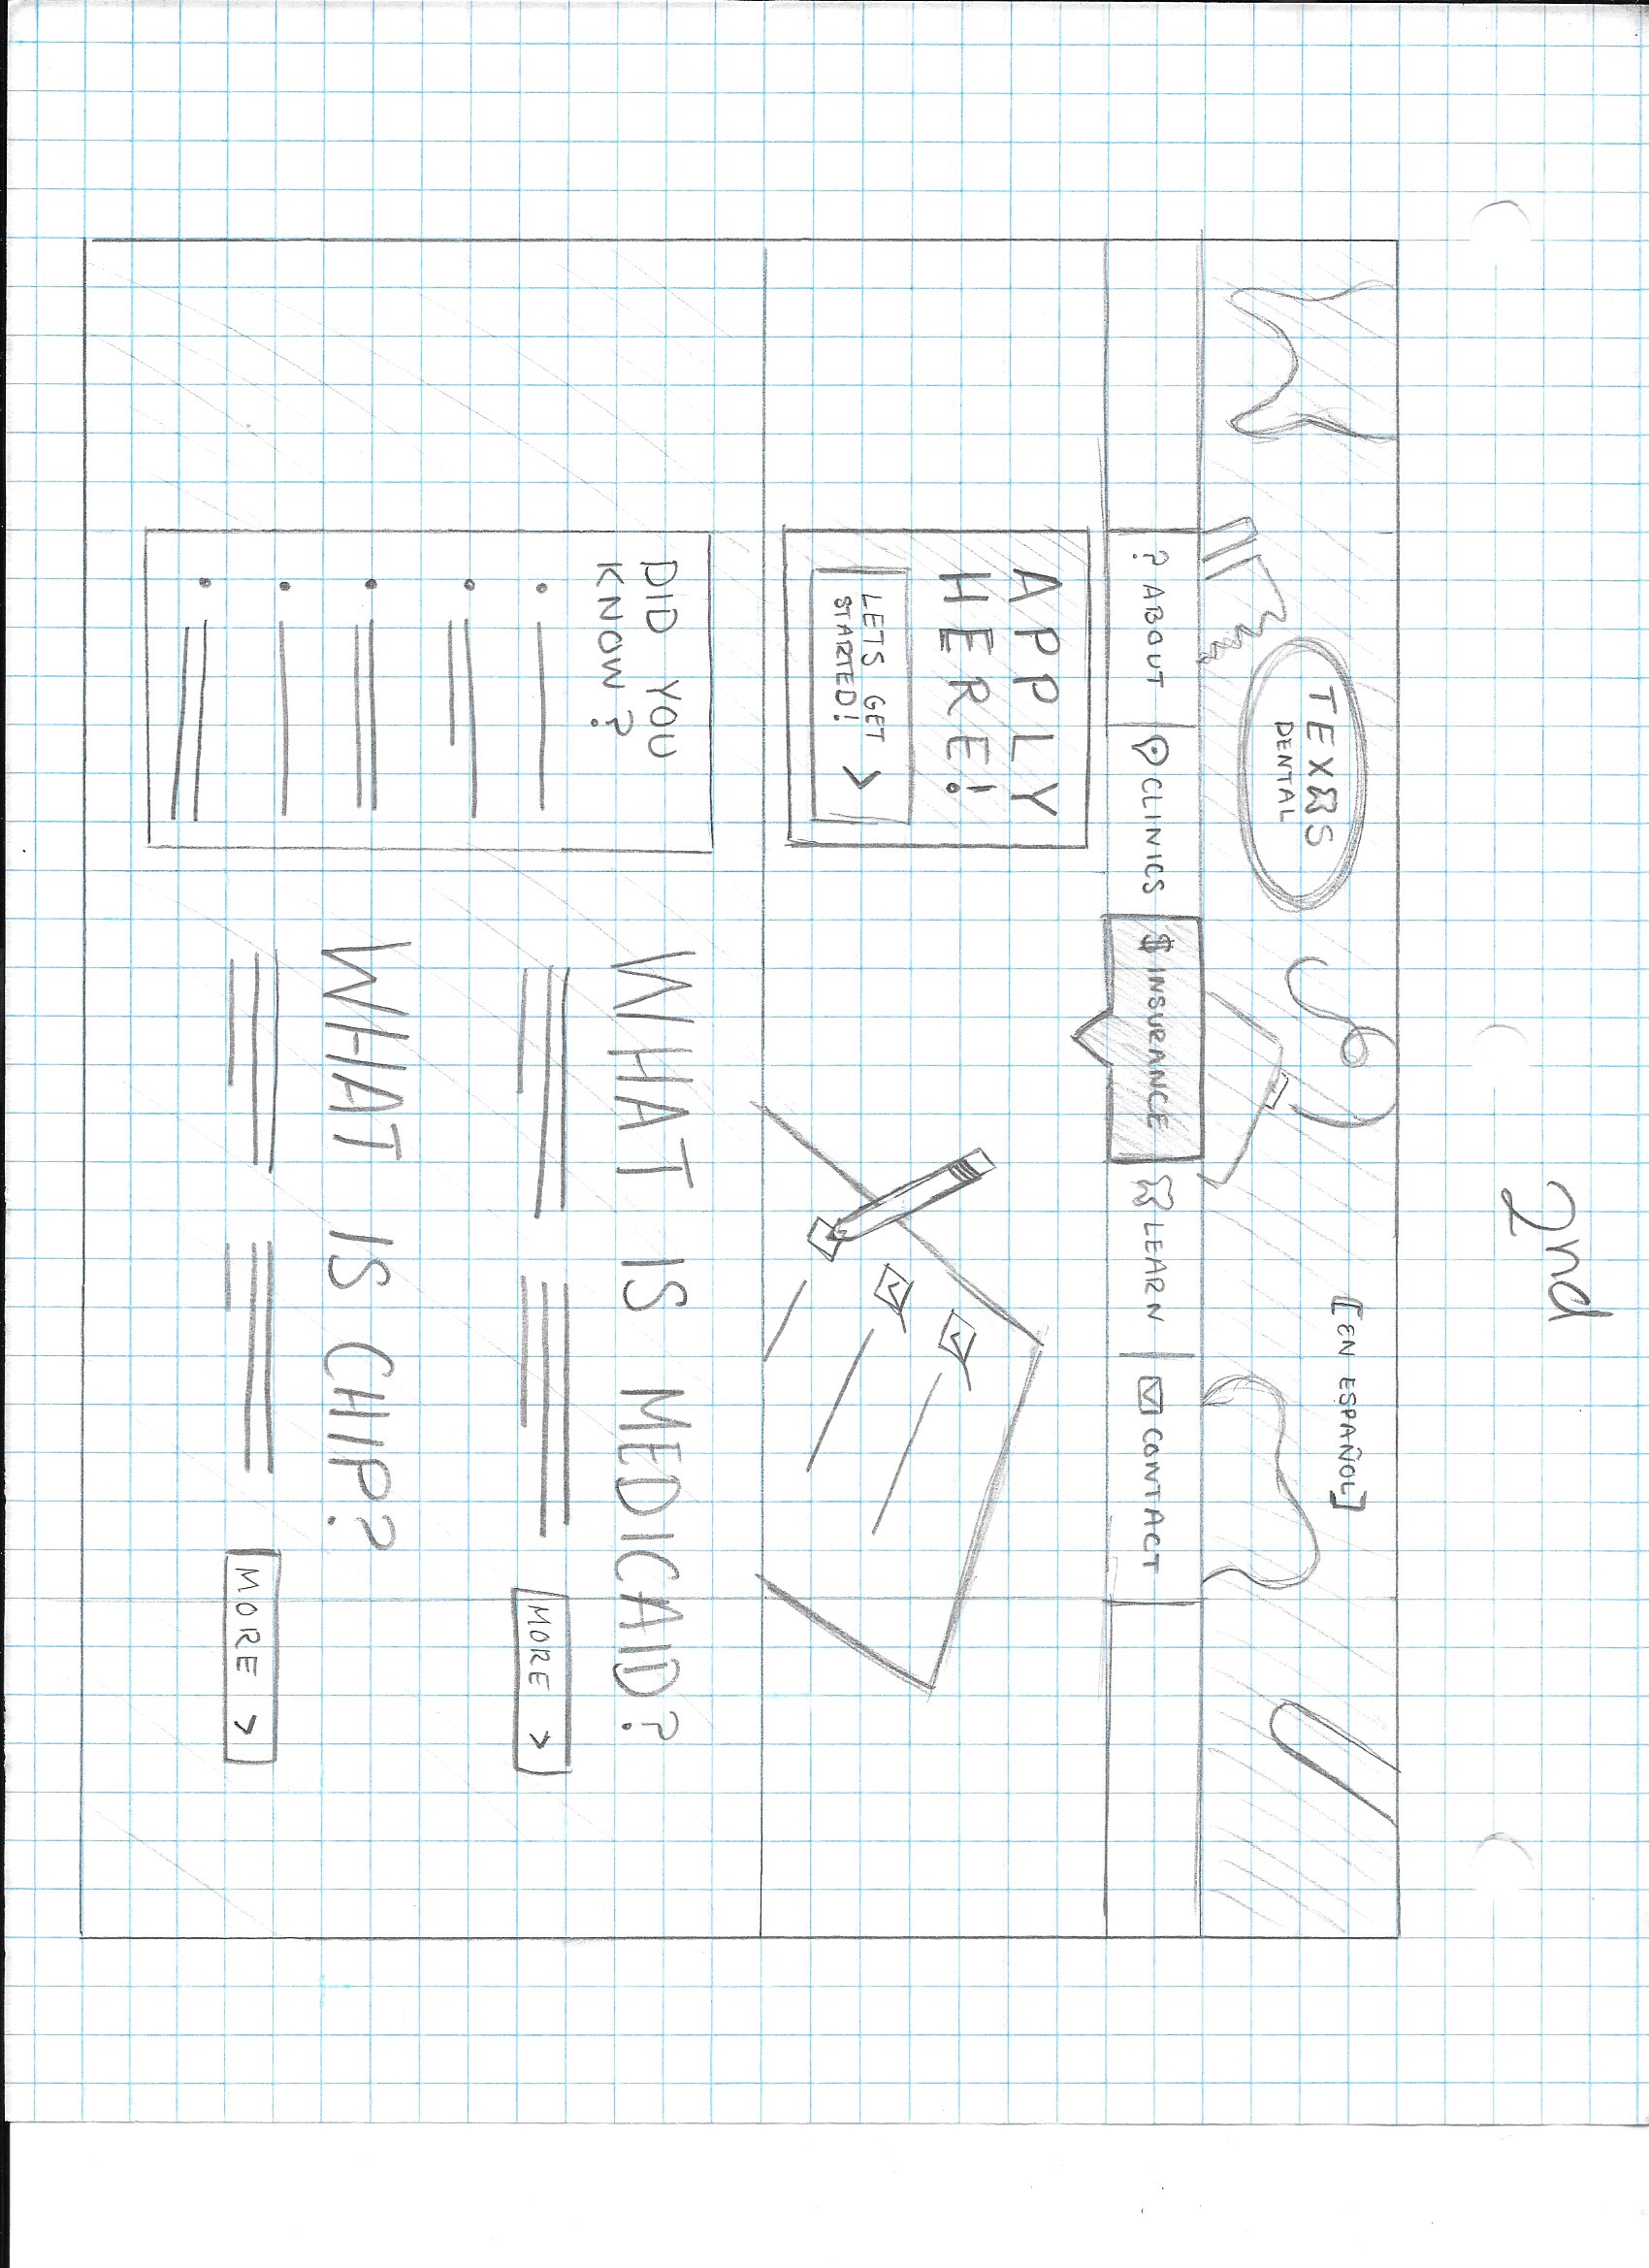 2nd
[EN ESPAÑOL]
TEXAS
DENTAL
? ABOUT
CLINICS
$ INSURANCE
LEARN
CONTACT
APPLY
HERE!
LETS GET
STARTED! >
DID YOU
KNOW?
WHAT IS MEDICAID?
MORE >
WHAT IS CHIP?
MORE >